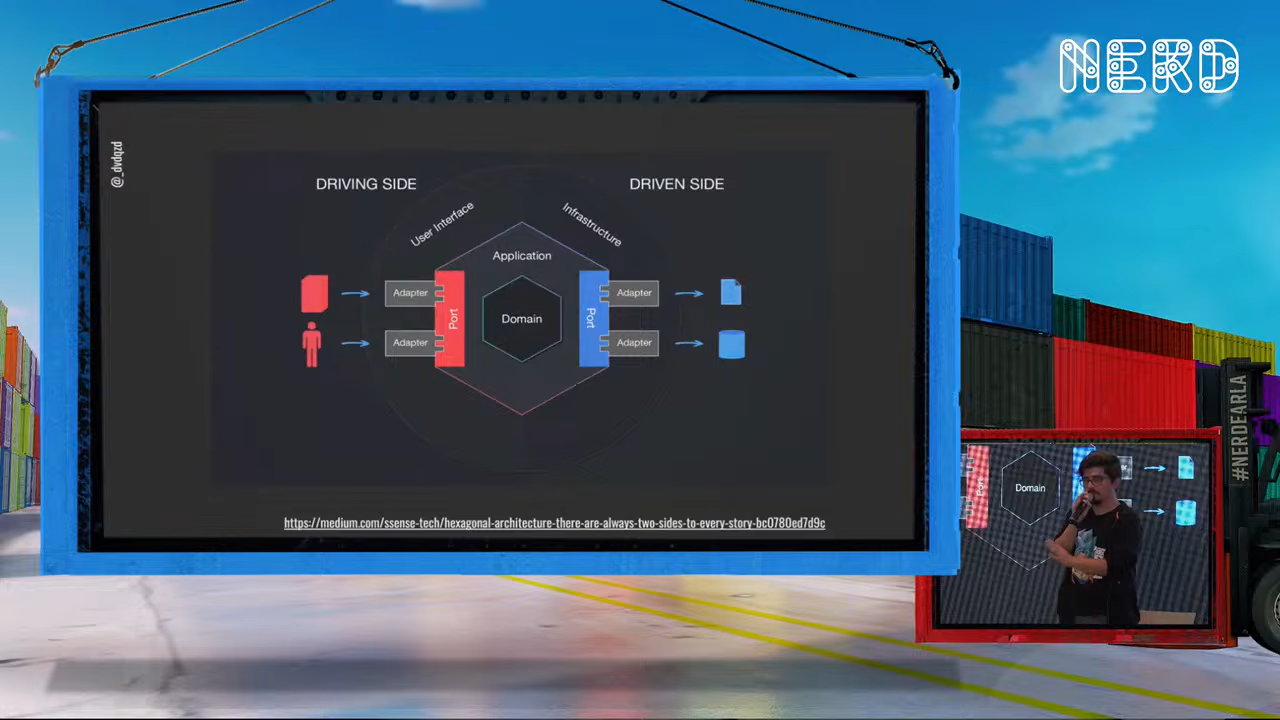 NERD
@_dvdqzd
DRIVING SIDE
DRIVEN SIDE
User Interface
Infrastructure
Application
Adapter
Adapter
Port
Domain
Port
Adapter
Adapter
https://medium.com/ssense-tech/hexagonal-architecture-there-are-always-two-sides-to-every-story-bc0780ed7d9c
#NERDEARLA
Port
Domain